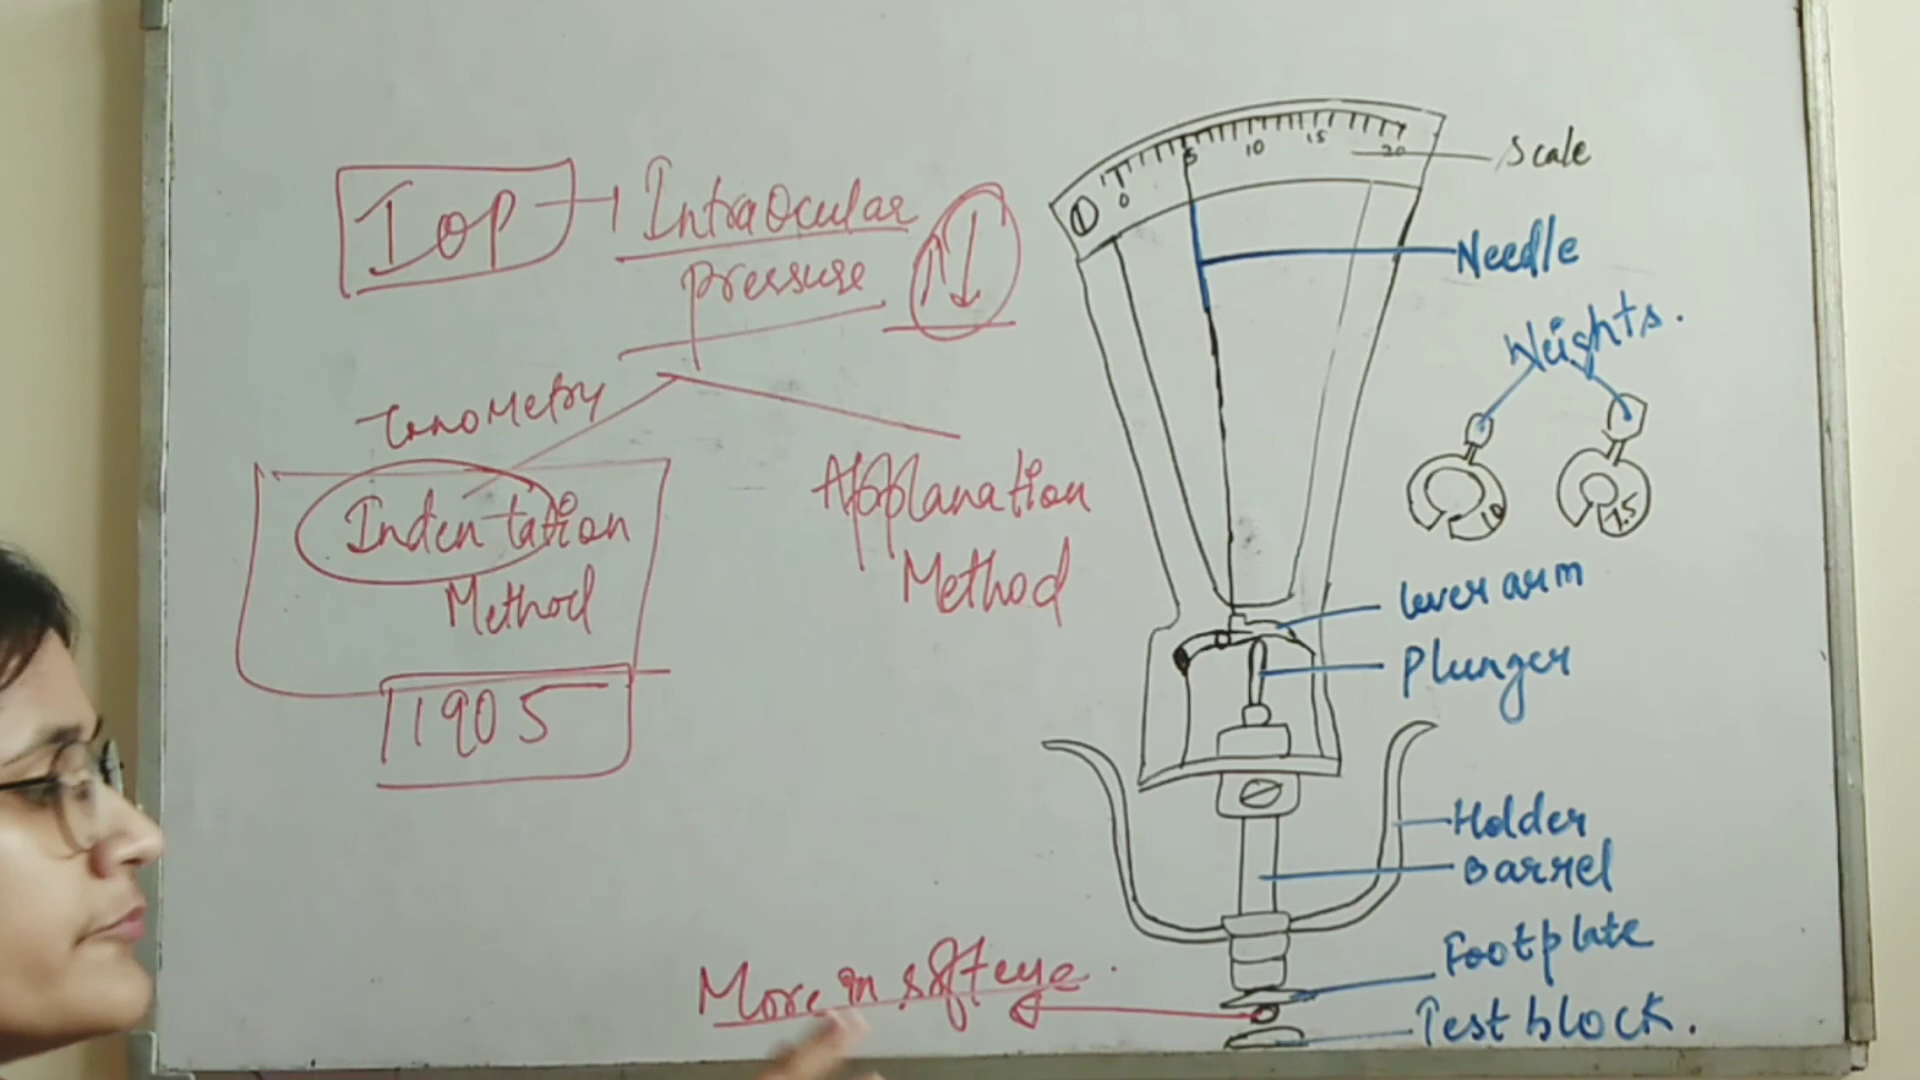 IOP
IntraOcular
pressure
Tonometry
Indentation
Method
1905
Applanation
Method
More in soft eye.
0 5 10 15 20
Scale
Needle
Weights.
10
7.5
lever arm
Plunger
Holder
Barrel
Footplate
Test block.